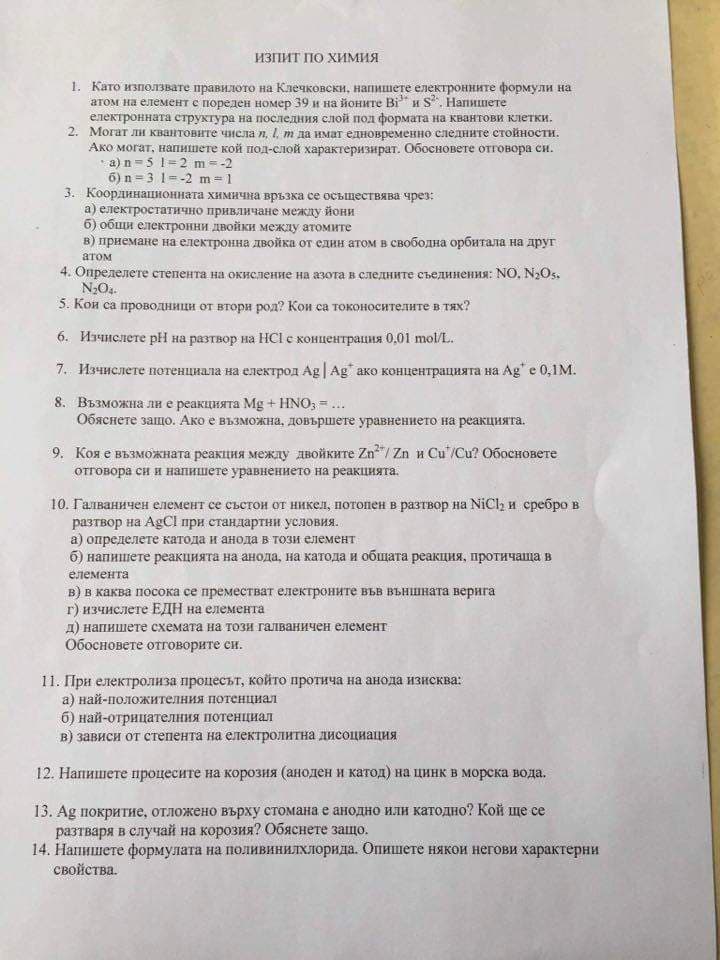 ИЗПИТ ПО ХИМИЯ
1. Като използвате правилото на Клечковски, напишете електронните формули на
атом на елемент с пореден номер 39 и на йоните Bi³⁺ и S²⁻. Напишете
електронната структура на последния слой под формата на квантови клетки.
2. Могат ли квантовите числа n, l, m да имат едновременно следните стойности.
Ако могат, напишете кой под-слой характеризират. Обосновете отговора си.
а) n = 5 l = 2 m = -2
б) n = 3 l = -2 m = 1
3. Координационната химична връзка се осъществява чрез:
а) електростатично привличане между йони
б) общи електронни двойки между атомите
в) приемане на електронна двойка от един атом в свободна орбитала на друг
атом
4. Определете степента на окисление на азота в следните съединения: NO, N₂O₅,
N₂O₄.
5. Кои са проводници от втори род? Кои са токоносителите в тях?
6. Изчислете pH на разтвор на HCl с концентрация 0,01 mol/L.
7. Изчислете потенциала на електрод Ag | Ag⁺ ако концентрацията на Ag⁺ е 0,1М.
8. Възможна ли е реакцията Mg + HNO₃ = …
Обяснете защо. Ако е възможна, довършете уравнението на реакцията.
9. Коя е възможната реакция между двойките Zn²⁺/ Zn и Cu⁺/Cu? Обосновете
отговора си и напишете уравнението на реакцията.
10. Галваничен елемент се състои от никел, потопен в разтвор на NiCl₂ и сребро в
разтвор на AgCl при стандартни условия.
а) определете катода и анода в този елемент
б) напишете реакцията на анода, на катода и общата реакция, протичаща в
елемента
в) в каква посока се преместват електроните във външната верига
г) изчислете ЕДН на елемента
д) напишете схемата на този галваничен елемент
Обосновете отговорите си.
11. При електролиза процесът, който протича на анода изисква:
а) най-положителния потенциал
б) най-отрицателния потенциал
в) зависи от степента на електролитна дисоциация
12. Напишете процесите на корозия (аноден и катод) на цинк в морска вода.
13. Ag покритие, отложено върху стомана е анодно или катодно? Кой ще се
разтваря в случай на корозия? Обяснете защо.
14. Напишете формулата на поливинилхлорида. Опишете някои негови характерни
свойства.